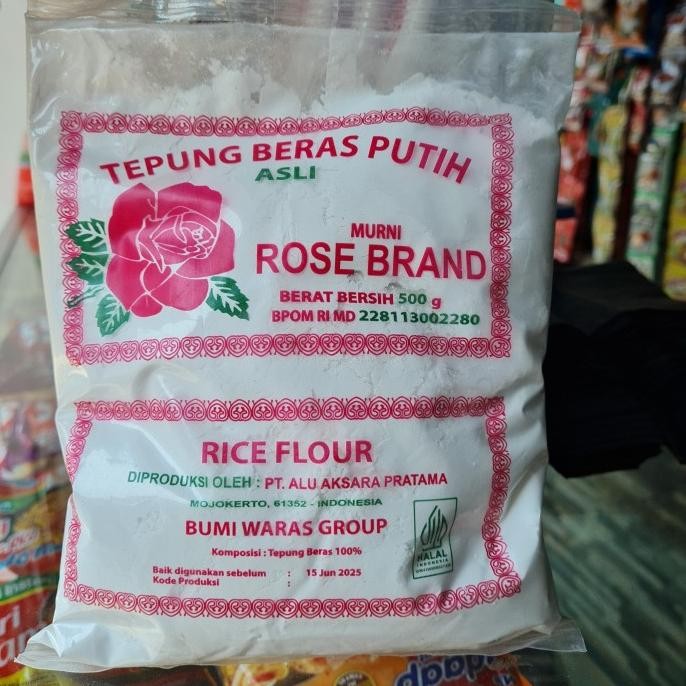 TEPUNG BERAS PUTIH
ASLI
MURNI
ROSE BRAND
BERAT BERSIH 500 g
BPOM RI MD 228113002280
RICE FLOUR
DIPRODUKSI OLEH : PT. ALU AKSARA PRATAMA
MOJOKERTO, 61352 - INDONESIA
BUMI WARAS GROUP
Komposisi : Tepung Beras 100%
HALAL
INDONESIA
Baik digunakan sebelum : 15 Jun 2025
Kode Produksi :